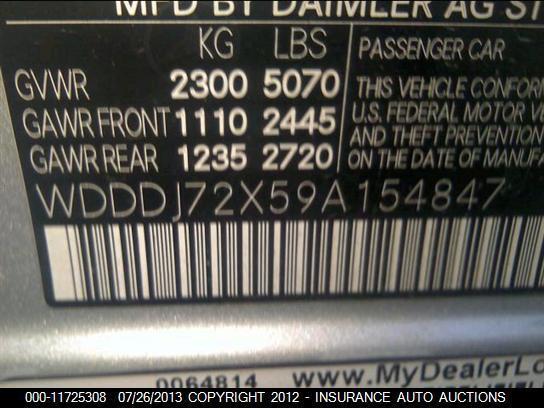 MFD BY DAIMLER AG ST
KG LBS
GVWR 2300 5070
GAWR FRONT 1110 2445
GAWR REAR 1235 2720
PASSENGER CAR
THIS VEHICLE CONFORM
U.S. FEDERAL MOTOR VE
AND THEFT PREVENTION
ON THE DATE OF MANUFA
WDDDJ72X59A154847
0064814
www.MyDealerLo
000-11725308 07/26/2013 COPYRIGHT 2012 - INSURANCE AUTO AUCTIONS